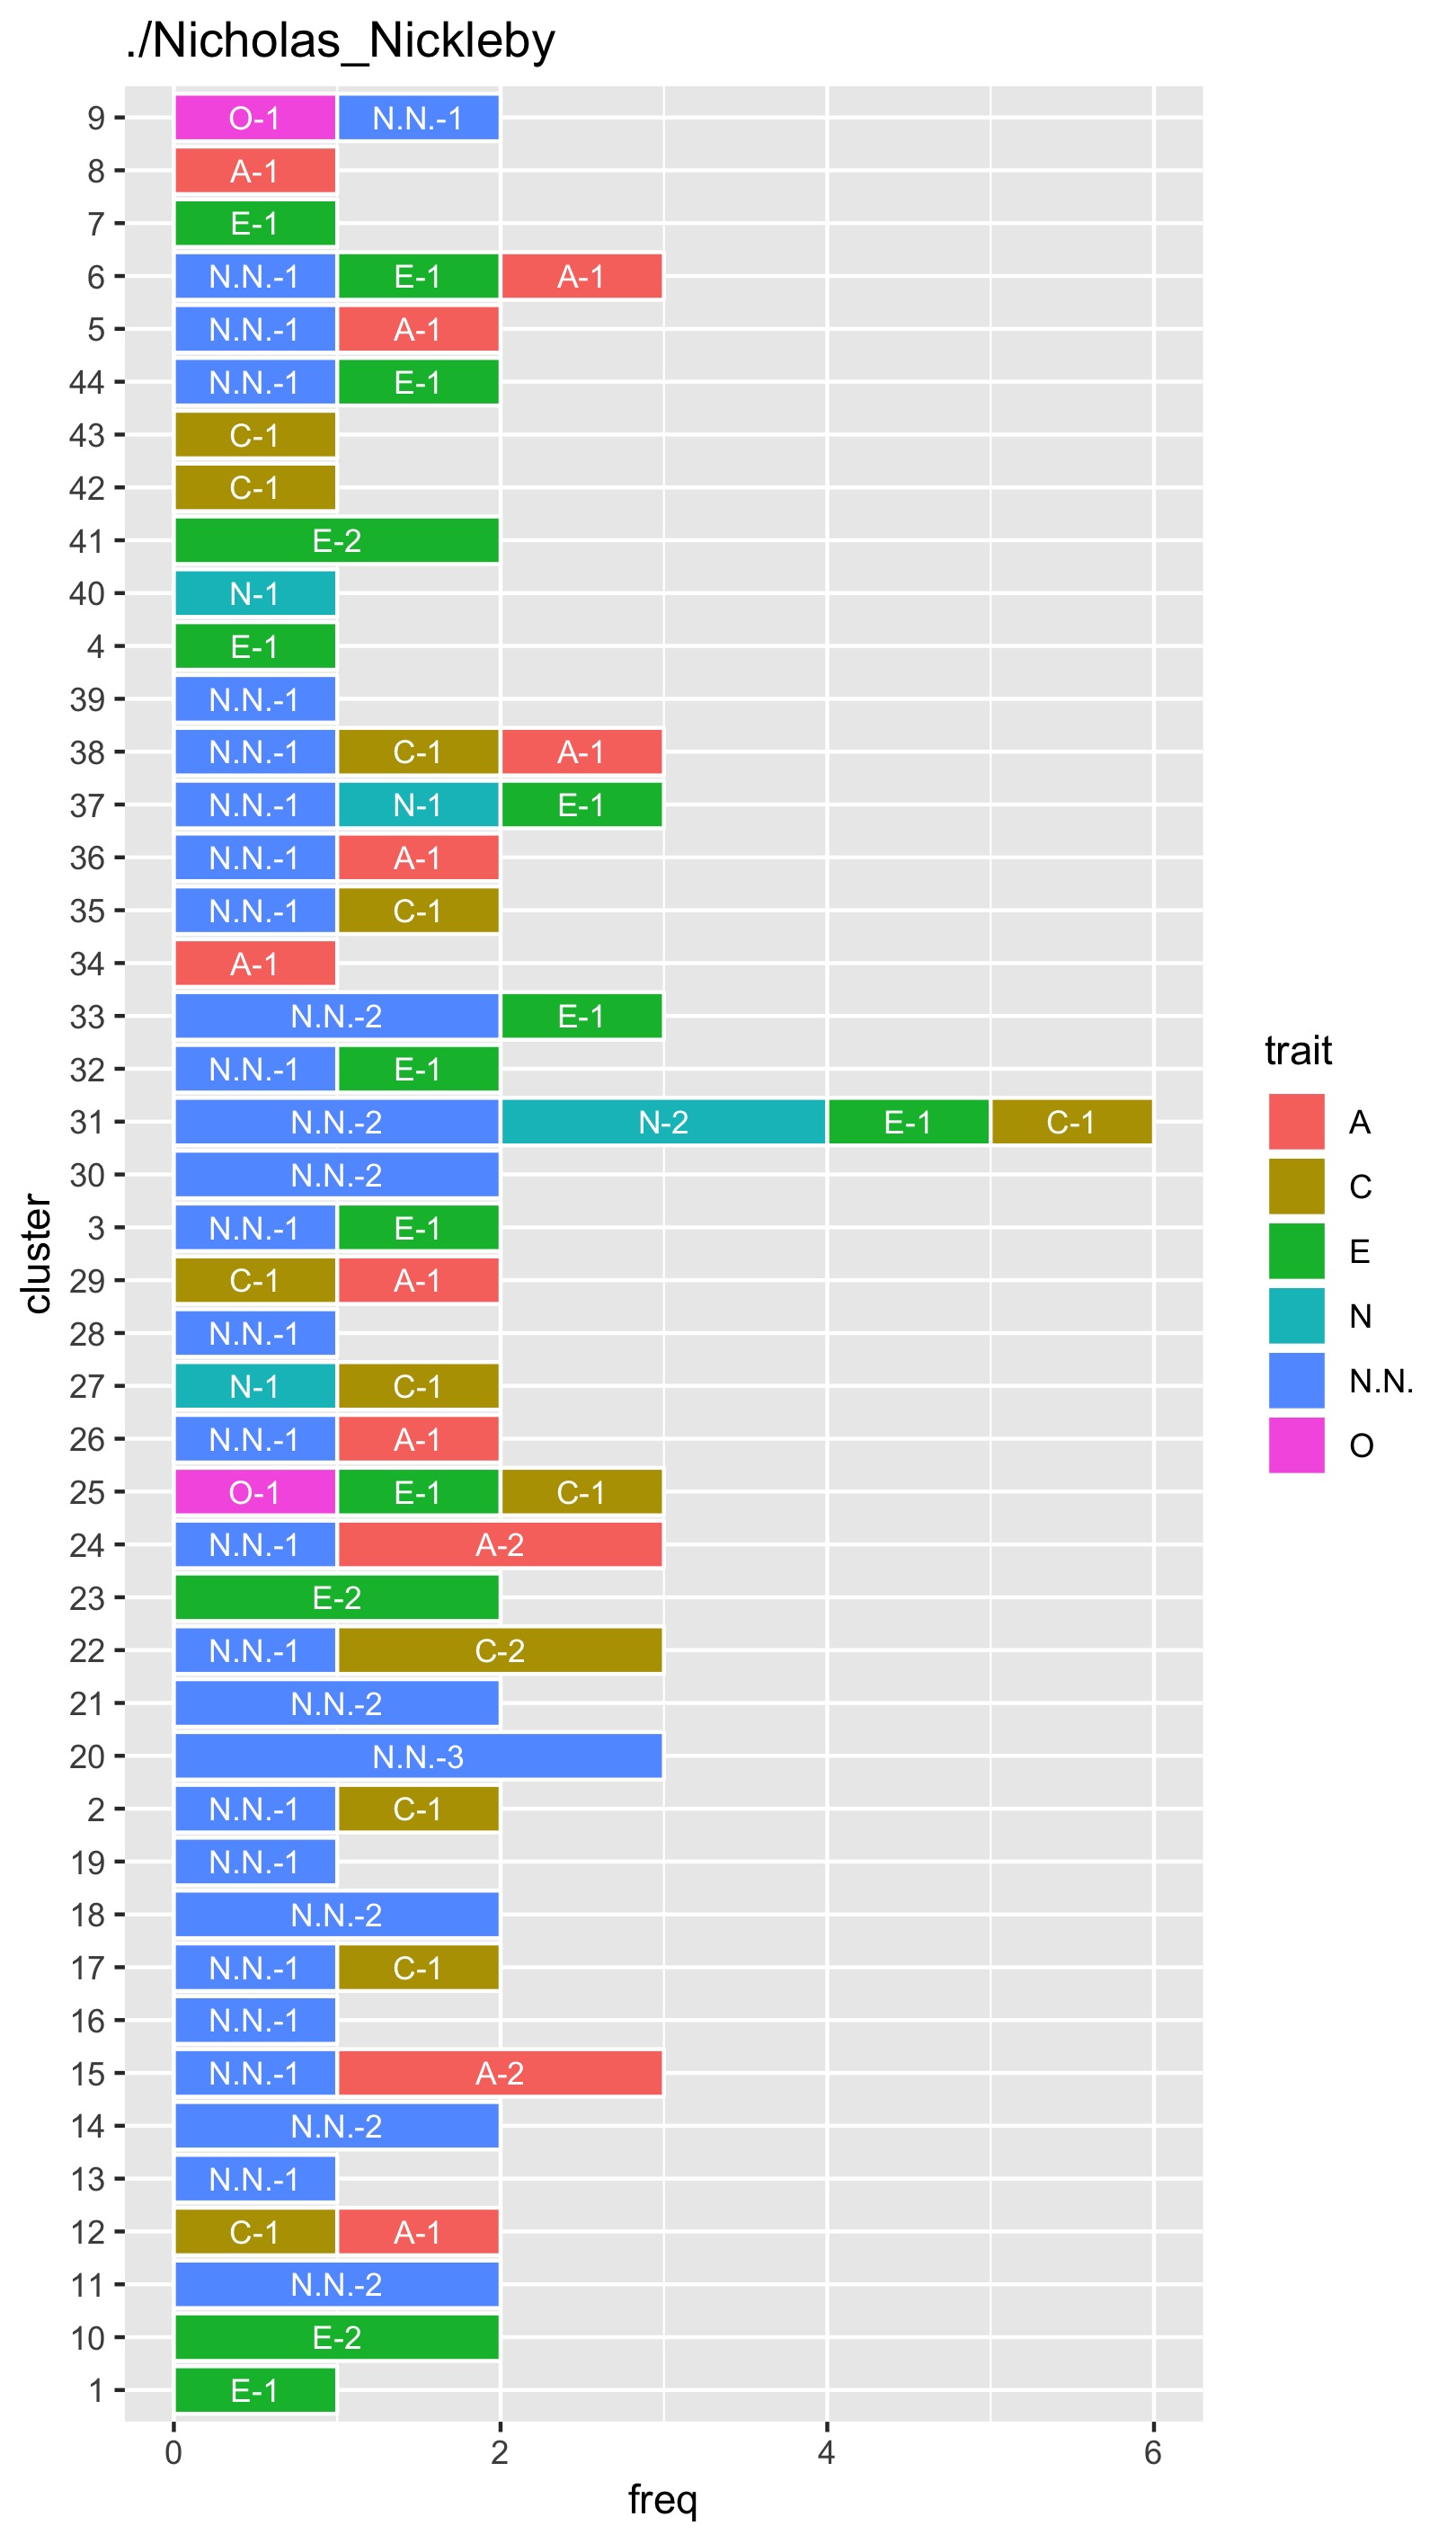 ./Nicholas_Nickleby
9 O-1 N.N.-1
8 A-1
7 E-1
6 N.N.-1 E-1 A-1
5 N.N.-1 A-1
44 N.N.-1 E-1
43 C-1
42 C-1
41 E-2
40 N-1
4 E-1
39 N.N.-1
38 N.N.-1 C-1 A-1
37 N.N.-1 N-1 E-1
36 N.N.-1 A-1
35 N.N.-1 C-1
34 A-1
33 N.N.-2 E-1
32 N.N.-1 E-1
31 N.N.-2 N-2 E-1 C-1
30 N.N.-2
3 N.N.-1 E-1
29 C-1 A-1
28 N.N.-1
27 N-1 C-1
26 N.N.-1 A-1
25 O-1 E-1 C-1
24 N.N.-1 A-2
23 E-2
22 N.N.-1 C-2
21 N.N.-2
20 N.N.-3
2 N.N.-1 C-1
19 N.N.-1
18 N.N.-2
17 N.N.-1 C-1
16 N.N.-1
15 N.N.-1 A-2
14 N.N.-2
13 N.N.-1
12 C-1 A-1
11 N.N.-2
10 E-2
1 E-1
0 2 4 6
freq
cluster
trait
A
C
E
N
N.N.
O